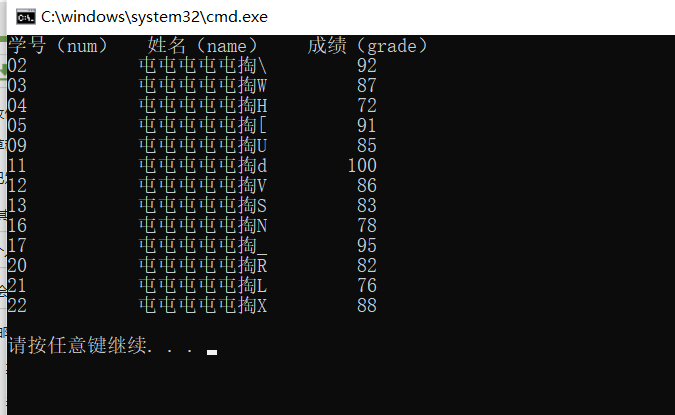 C:\windows\system32\cmd.exe
学号（num） 姓名（name） 成绩（grade）
02 屯屯屯屯屯掏\ 92
03 屯屯屯屯屯掏W 87
04 屯屯屯屯屯掏H 72
05 屯屯屯屯屯掏[ 91
09 屯屯屯屯屯掏U 85
11 屯屯屯屯屯掏d 100
12 屯屯屯屯屯掏V 86
13 屯屯屯屯屯掏S 83
16 屯屯屯屯屯掏N 78
17 屯屯屯屯屯掏_ 95
20 屯屯屯屯屯掏R 82
21 屯屯屯屯屯掏L 76
22 屯屯屯屯屯掏X 88
请按任意键继续. . .